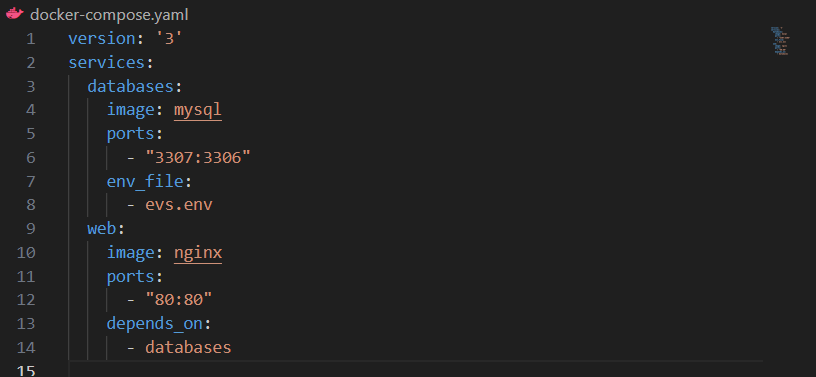 docker-compose.yaml
1 version: '3'
2 services:
3   databases:
4     image: mysql
5     ports:
6       - "3307:3306"
7     env_file:
8       - evs.env
9   web:
10     image: nginx
11     ports:
12       - "80:80"
13     depends_on:
14       - databases
15